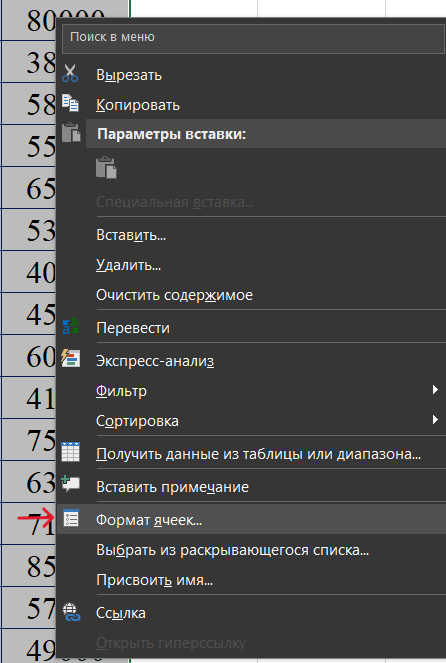 80000
Поиск в меню
38
Вырезать
58
Копировать
55
Параметры вставки:
65
Специальная вставка...
53
Вставить...
40
Удалить...
45
Очистить содержимое
Перевести
60
Экспресс-анализ
41
Фильтр
75
Сортировка
Получить данные из таблицы или диапазона...
63
Вставить примечание
71
Формат ячеек...
85
Выбрать из раскрывающегося списка...
57
Присвоить имя...
Ссылка
49000
Открыть гиперссылку